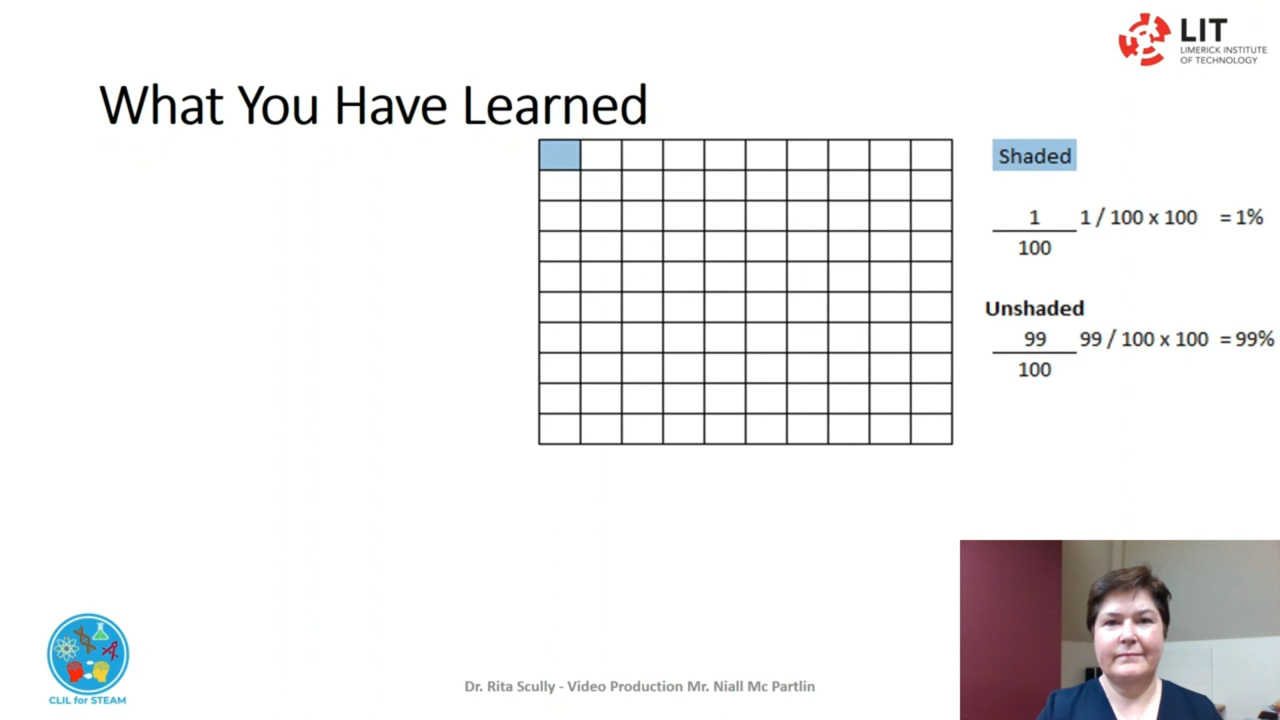 LIT
LIMERICK INSTITUTE
OF TECHNOLOGY
What You Have Learned
Shaded
1 1 / 100 x 100 = 1%
100
Unshaded
99 99 / 100 x 100 = 99%
100
CLIL for STEAM
Dr. Rita Scully - Video Production Mr. Niall Mc Partlin